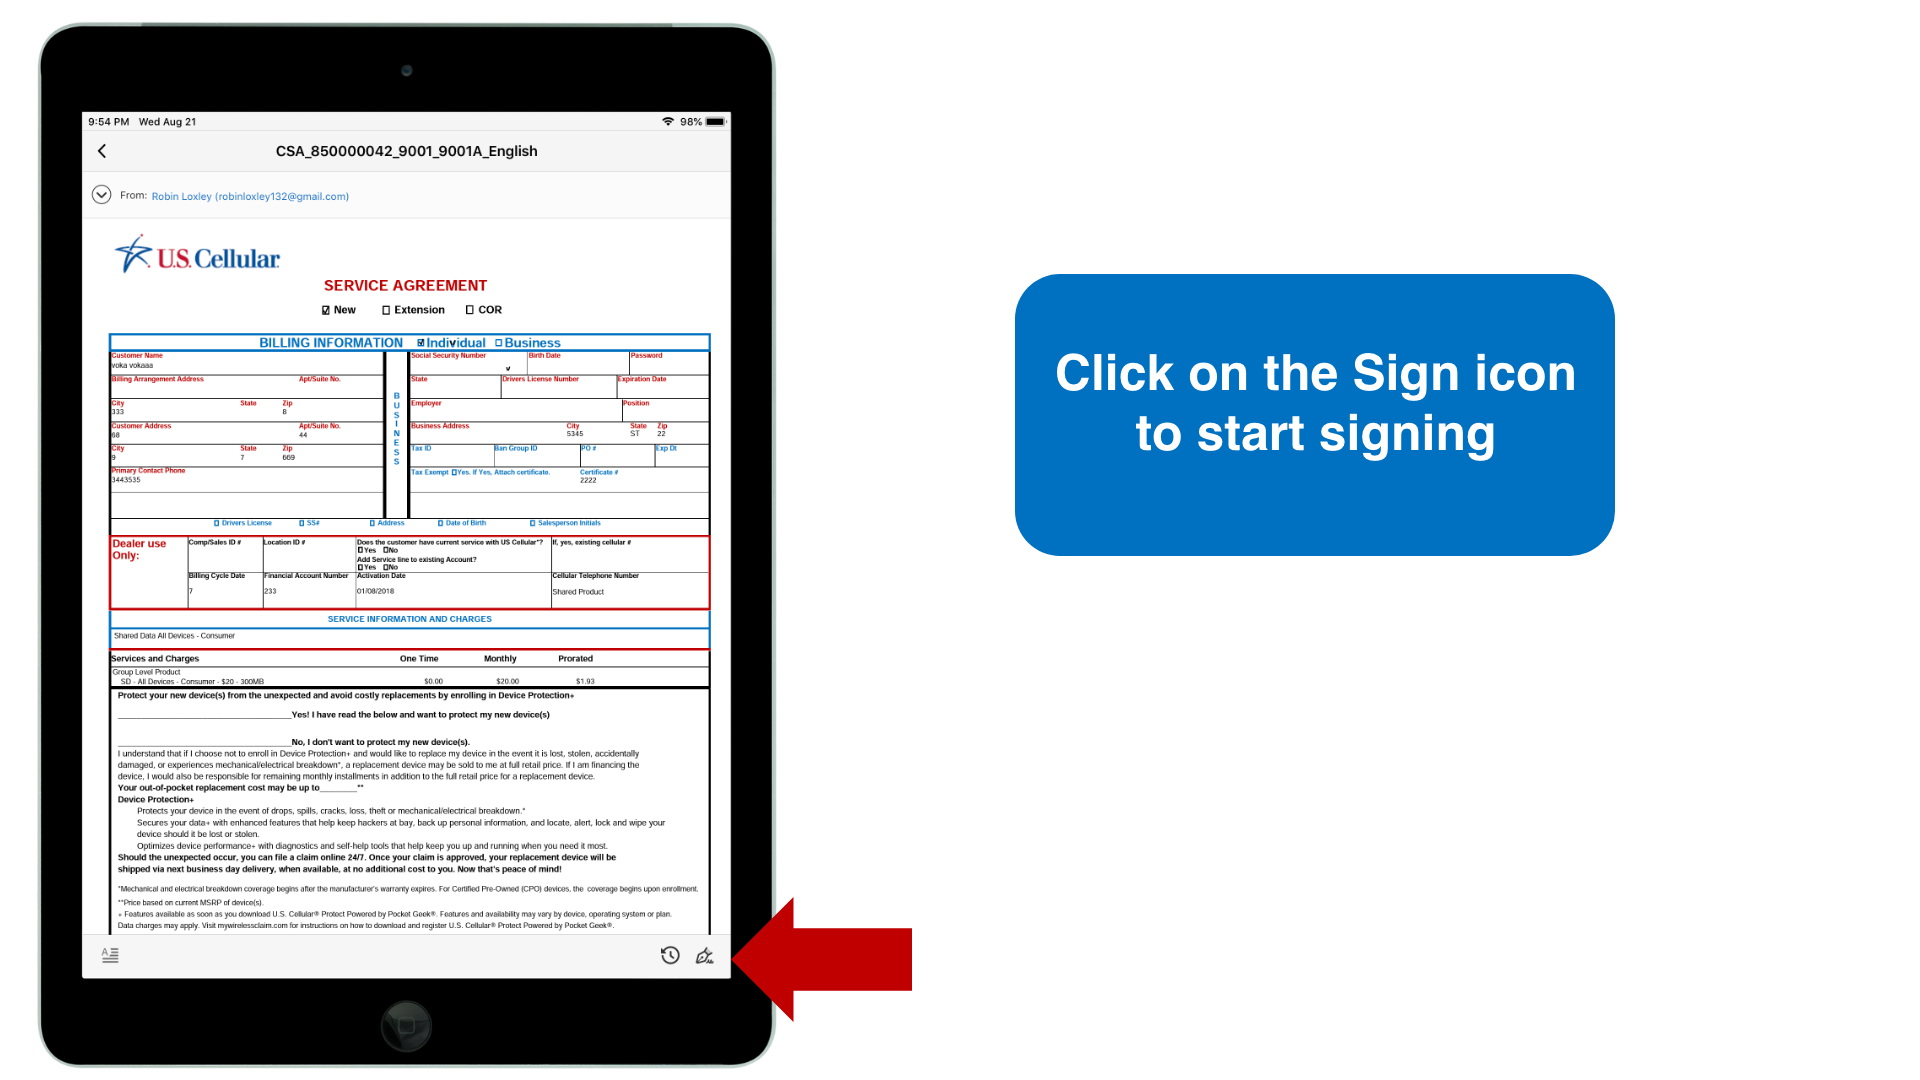 9:54 PM Wed Aug 21 98%
CSA_850000042_9001_9001A_English
From: Robin Loxley (robinloxley132@gmail.com)
U.S. Cellular
SERVICE AGREEMENT
New Extension COR
BILLING INFORMATION Individual Business
Customer Name
voka vokaaa
Billing Arrangement Address Apt/Suite No.
City State Zip
333 8
Customer Address Apt/Suite No.
68 44
City State Zip
9 7 669
Primary Contact Phone
3443535
BUSINESS
Social Security Number Birth Date Password
State Drivers License Number Expiration Date
Employer Position
Business Address City State Zip
5345 ST 22
Tax ID Ban Group ID PO # Exp Dt
Tax Exempt Yes. If Yes, Attach certificate. Certificate #
2222
Drivers License SS# Address Date of Birth Salesperson Initials
Dealer use
Only:
Comp/Sales ID # Location ID # Does the customer have current service with US Cellular"? If, yes, existing cellular #
Yes No
Add Service line to existing Account?
Yes No
Billing Cycle Date Financial Account Number Activation Date Cellular Telephone Number
7 233 01/08/2018 Shared Product
SERVICE INFORMATION AND CHARGES
Shared Data All Devices - Consumer
Services and Charges One Time Monthly Prorated
Group Level Product
SD - All Devices - Consumer - $20 - 300MB $0.00 $20.00 $1.93
Protect your new device(s) from the unexpected and avoid costly replacements by enrolling in Device Protection+
Yes! I have read the below and want to protect my new device(s)
No, I don't want to protect my new device(s).
I understand that if I choose not to enroll in Device Protection+ and would like to replace my device in the event it is lost, stolen, accidentally
damaged, or experiences mechanical/electrical breakdown*, a replacement device may be sold to me at full retail price. If I am financing the
device, I would also be responsible for remaining monthly installments in addition to the full retail price for a replacement device.
Your out-of-pocket replacement cost may be up to________**
Device Protection+
Protects your device in the event of drops, spills, cracks, loss, theft or mechanical/electrical breakdown.*
Secures your data+ with enhanced features that help keep hackers at bay, back up personal information, and locate, alert, lock and wipe your
device should it be lost or stolen.
Optimizes device performance+ with diagnostics and self-help tools that help keep you up and running when you need it most.
Should the unexpected occur, you can file a claim online 24/7. Once your claim is approved, your replacement device will be
shipped via next business day delivery, when available, at no additional cost to you. Now that's peace of mind!
*Mechanical and electrical breakdown coverage begins after the manufacturer's warranty expires. For Certified Pre-Owned (CPO) devices, the coverage begins upon enrollment.
**Price based on current MSRP of device(s).
+ Features available as soon as you download U.S. Cellular® Protect Powered by Pocket Geek®. Features and availability may vary by device, operating system or plan.
Data charges may apply. Visit mywirelessclaim.com for instructions on how to download and register U.S. Cellular® Protect Powered by Pocket Geek®.
Click on the Sign icon
to start signing